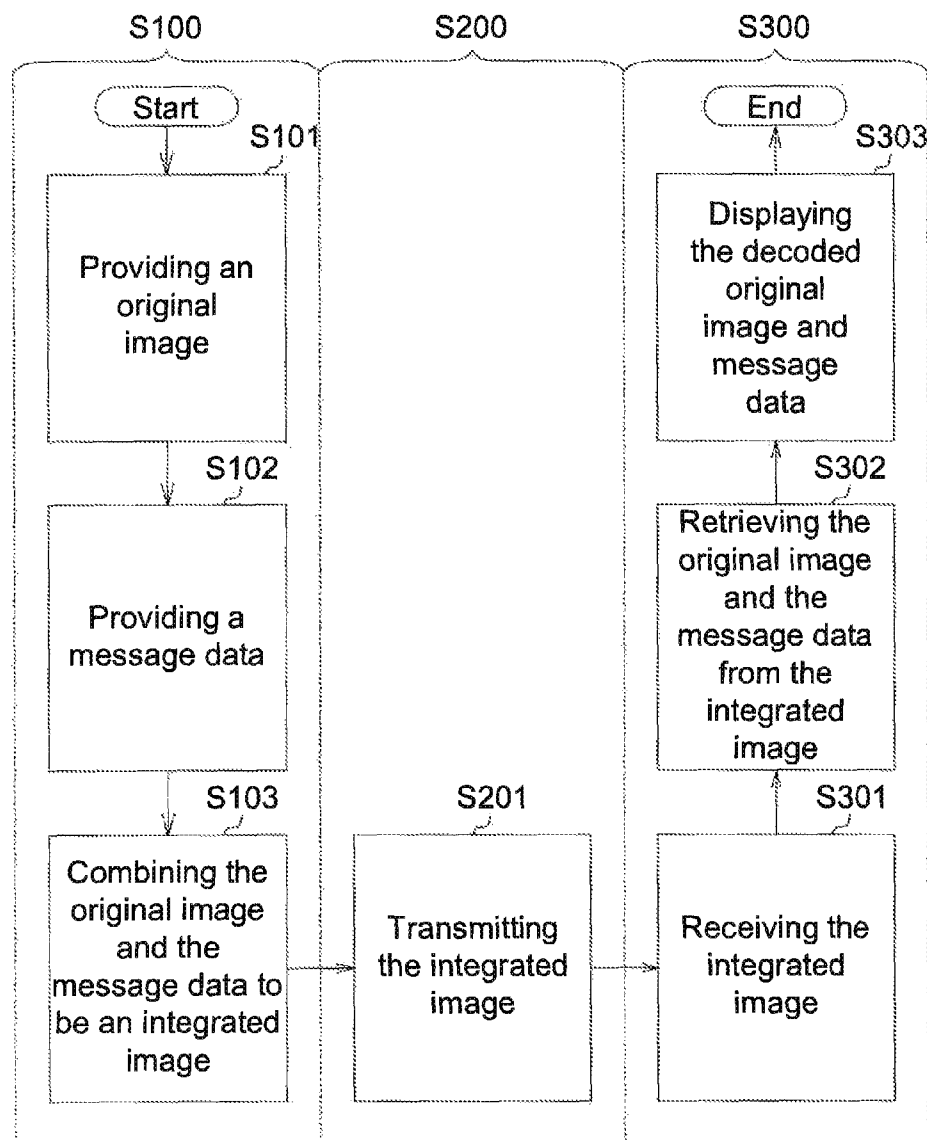 S100
S200
S300
Start
S101
Providing an
original
image
S102
Providing a
message data
S103
Combining the
original image
and the
message data to
be an integrated
image
S201
Transmitting
the integrated
image
S301
Receiving the
integrated
image
S302
Retrieving the
original image
and the
message data
from the
integrated
image
S303
Displaying
the decoded
original
image and
message
data
End